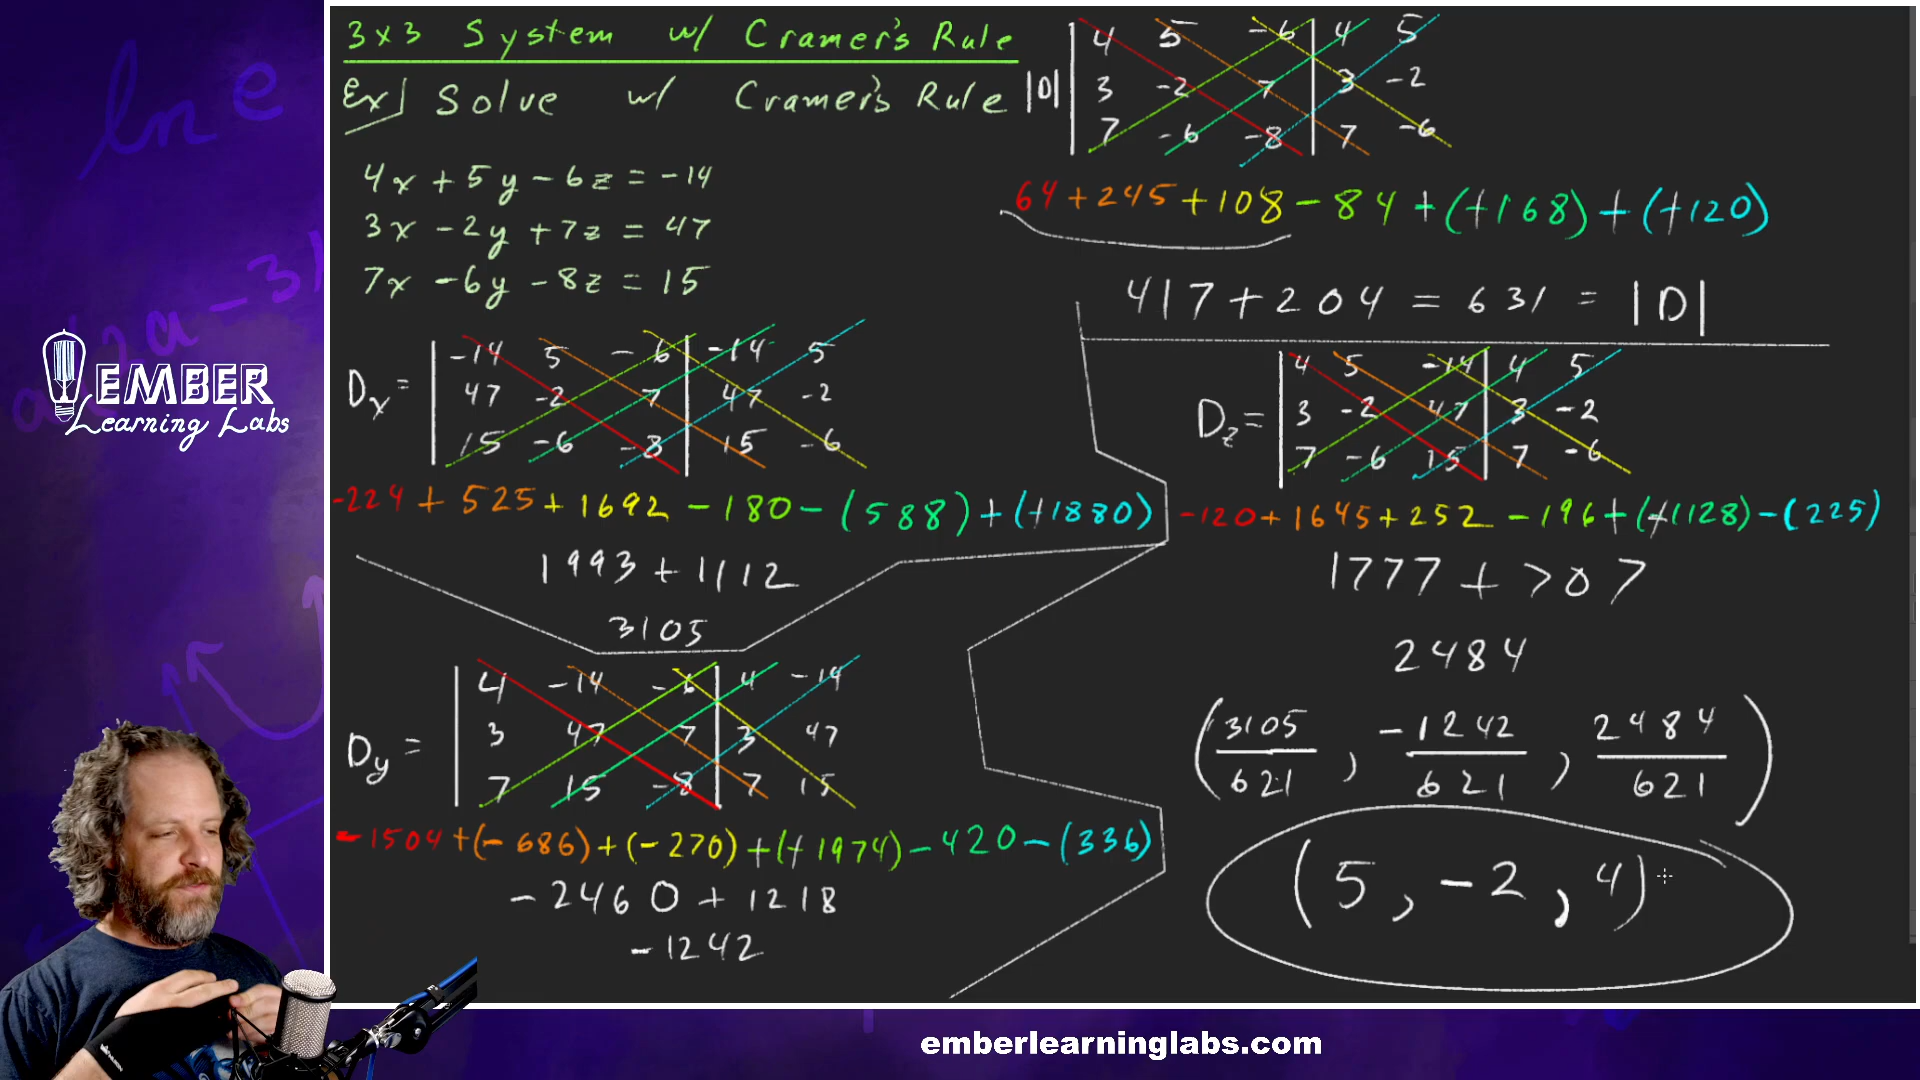 3x3 System w/ Cramer's Rule
Ex) Solve w/ Cramer's Rule
4x + 5y - 6z = -14
3x - 2y + 7z = 47
7x - 6y - 8z = 15
|D|
4 5 -6 4 5
3 -2 7 3 -2
7 -6 -8 7 -6
64 + 245 + 108 - 84 + (+168) + (+120)
417 + 204 = 631 = |D|
Dx =
-14 5 -6 -14 5
47 -2 7 47 -2
15 -6 -8 15 -6
-224 + 525 + 1692 - 180 - (588) + (+1880)
1993 + 1112
3105
Dy =
4 -14 -6 4 -14
3 47 7 3 47
7 15 -8 7 15
-1504 + (-686) + (-270) + (+1974) - 420 - (336)
-2460 + 1218
-1242
Dz =
4 5 -14 4 5
3 -2 47 3 -2
7 -6 15 7 -6
-120 + 1645 + 252 - 196 + (+1128) - (225)
1777 + 707
2484
(3105/621, -1242/621, 2484/621)
(5, -2, 4)
EMBER
Learning Labs
ln e
emberlearninglabs.com